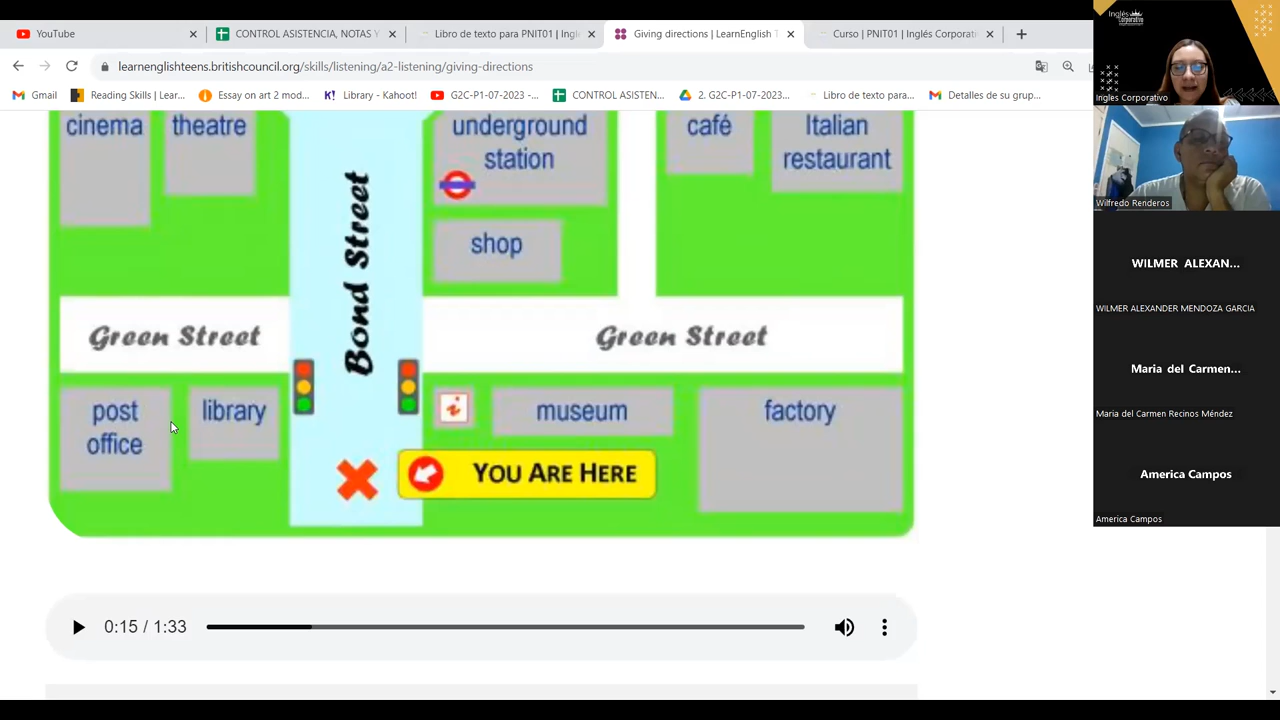 YouTube
CONTROL ASISTENCIA, NOTAS Y
Libro de texto para PNIT01 | Ingl
Giving directions | LearnEnglish T
Curso | PNIT01 | Inglés Corporat
learnenglishteens.britishcouncil.org/skills/listening/a2-listening/giving-directions
Gmail
Reading Skills | Lear...
Essay on art 2 mod...
Library - Kaho
G2C-P1-07-2023 -...
CONTROL ASISTEN...
2. G2C-P1-07-2023...
Libro de texto para...
Detalles de su grup...
cinema
theatre
underground
station
café
Italian
restaurant
shop
Bond Street
Green Street
Green Street
post
office
library
i
museum
factory
YOU ARE HERE
0:15 / 1:33
Inglés
Corporativo
Ingles Corporativo
Wilfredo Renderos
WILMER ALEXAN...
WILMER ALEXANDER MENDOZA GARCIA
Maria del Carmen...
Maria del Carmen Recinos Méndez
America Campos
America Campos